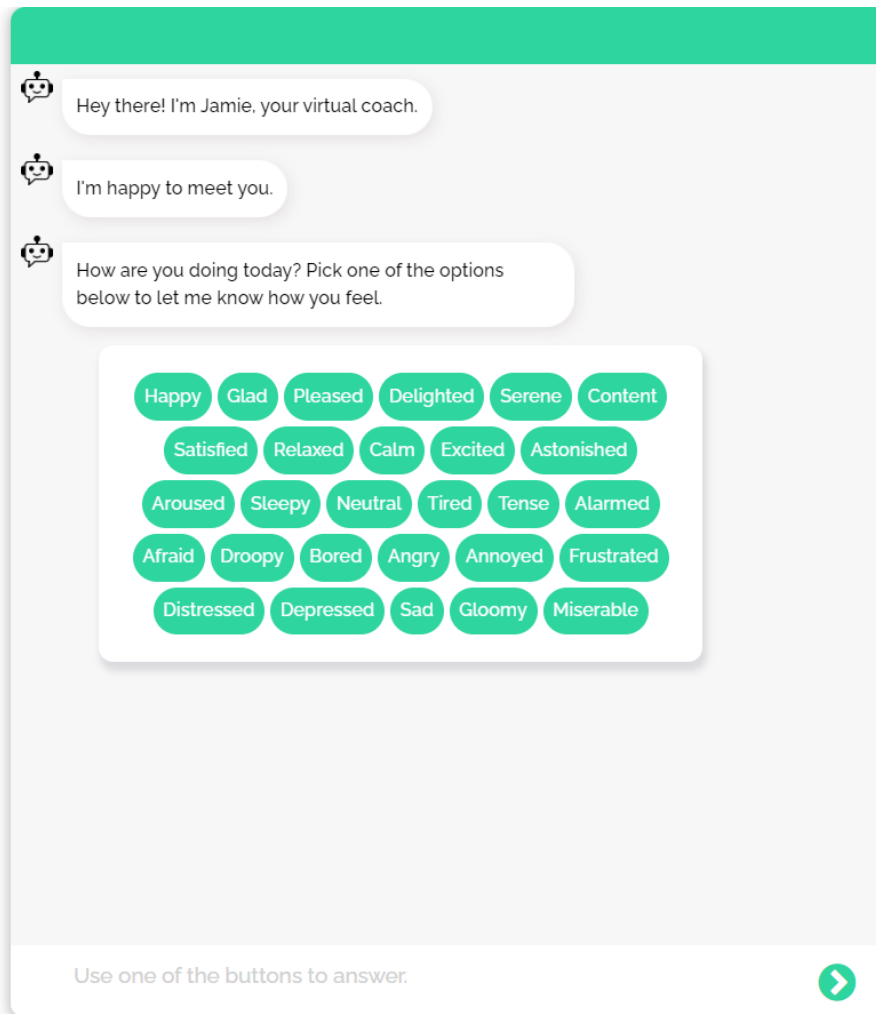 Hey there! I'm Jamie, your virtual coach.
I'm happy to meet you.
How are you doing today? Pick one of the options
below to let me know how you feel.
Happy Glad Pleased Delighted Serene Content
Satisfied Relaxed Calm Excited Astonished
Aroused Sleepy Neutral Tired Tense Alarmed
Afraid Droopy Bored Angry Annoyed Frustrated
Distressed Depressed Sad Gloomy Miserable
Use one of the buttons to answer.